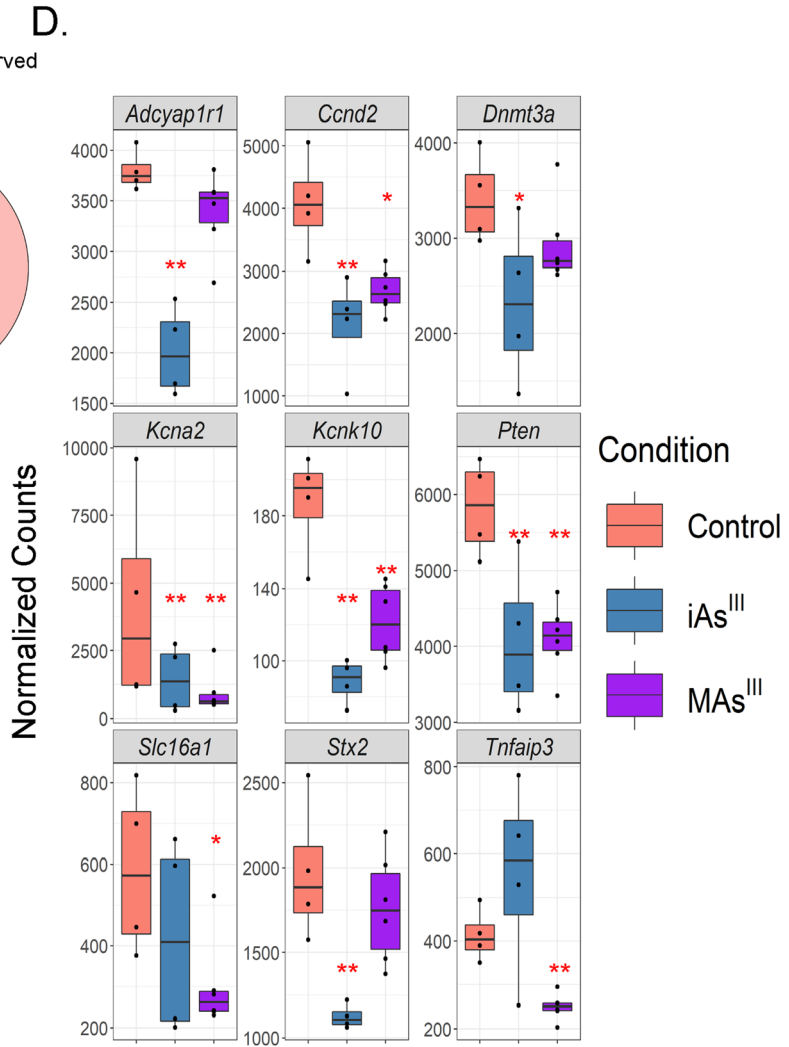 D.
rved
Adcyap1r1 Ccnd2 Dnmt3a
4000 5000 4000
3500 4000
3000 3000 3000
2500 2000 2000
2000
1500 1000
** ** * *
Kcna2 Kcnk10 Pten
10000
7500 180 6000
5000 140 5000
2500 100 4000
0 3000
** ** ** ** ** **
Slc16a1 Stx2 Tnfaip3
800 2500 800
600 2000 600
400 1500 400
200 1000 200
* ** **
Normalized Counts
Condition
Control
iAsIII
MAsIII